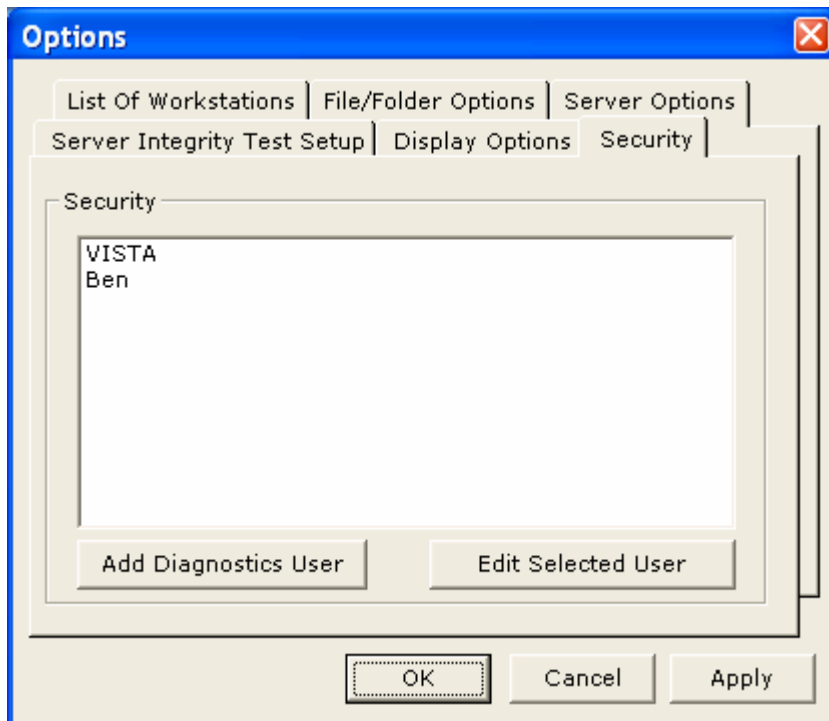 Options
List Of Workstations File/Folder Options Server Options
Server Integrity Test Setup Display Options Security
Security
VISTA
Ben
Add Diagnostics User Edit Selected User
OK Cancel Apply